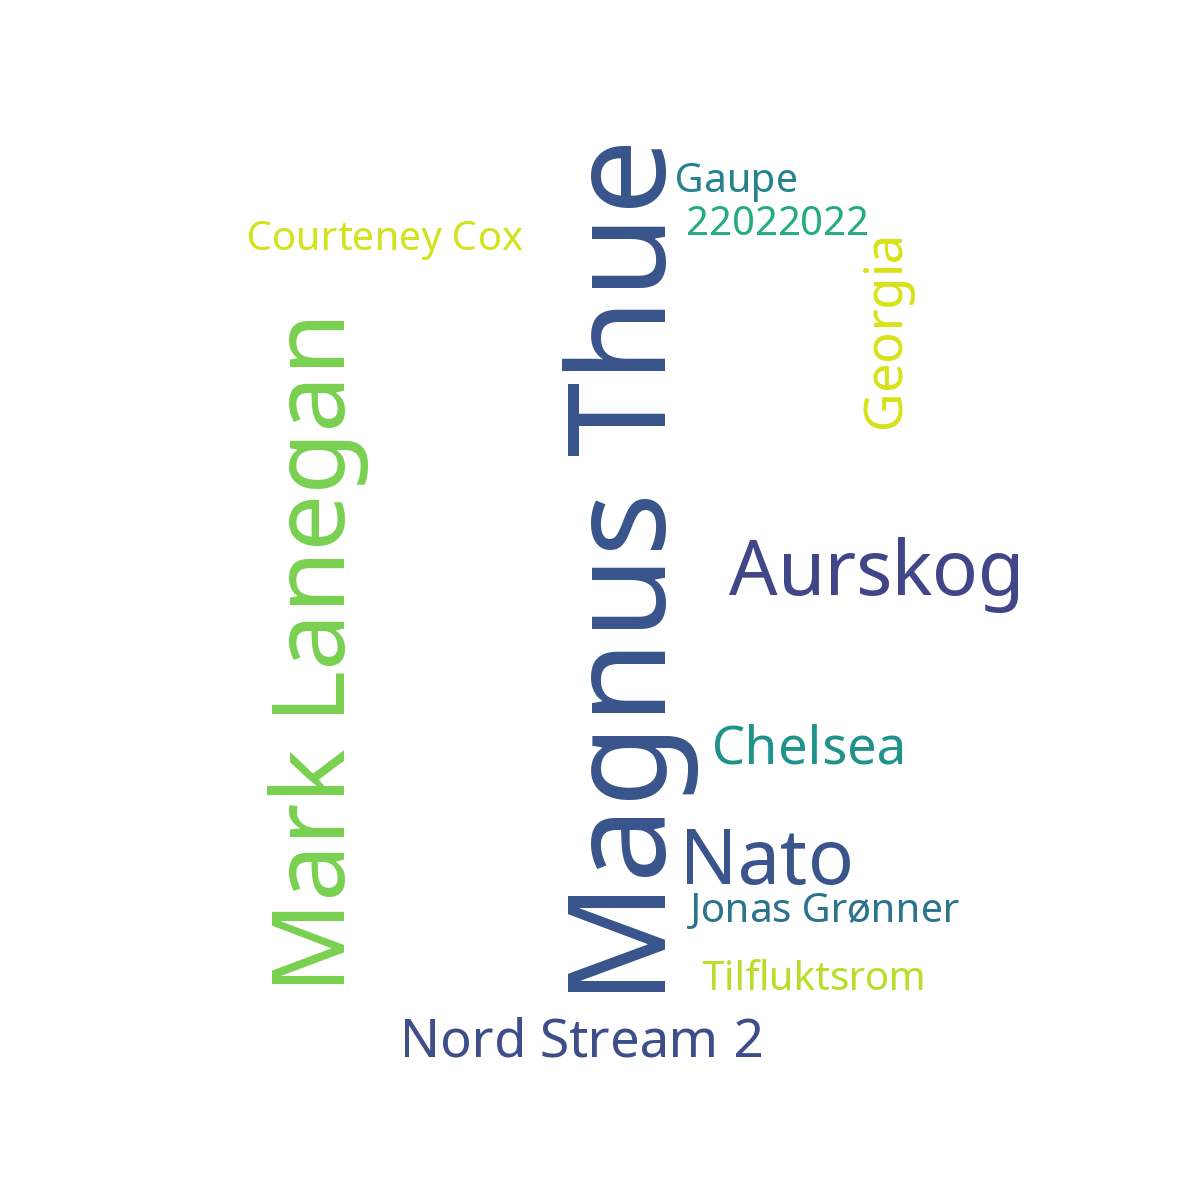 Gaupe
22022022
Courteney Cox
Georgia
Mark Lanegan
Magnus Thue
Aurskog
Chelsea
Nato
Jonas Grønner
Tilfluktsrom
Nord Stream 2